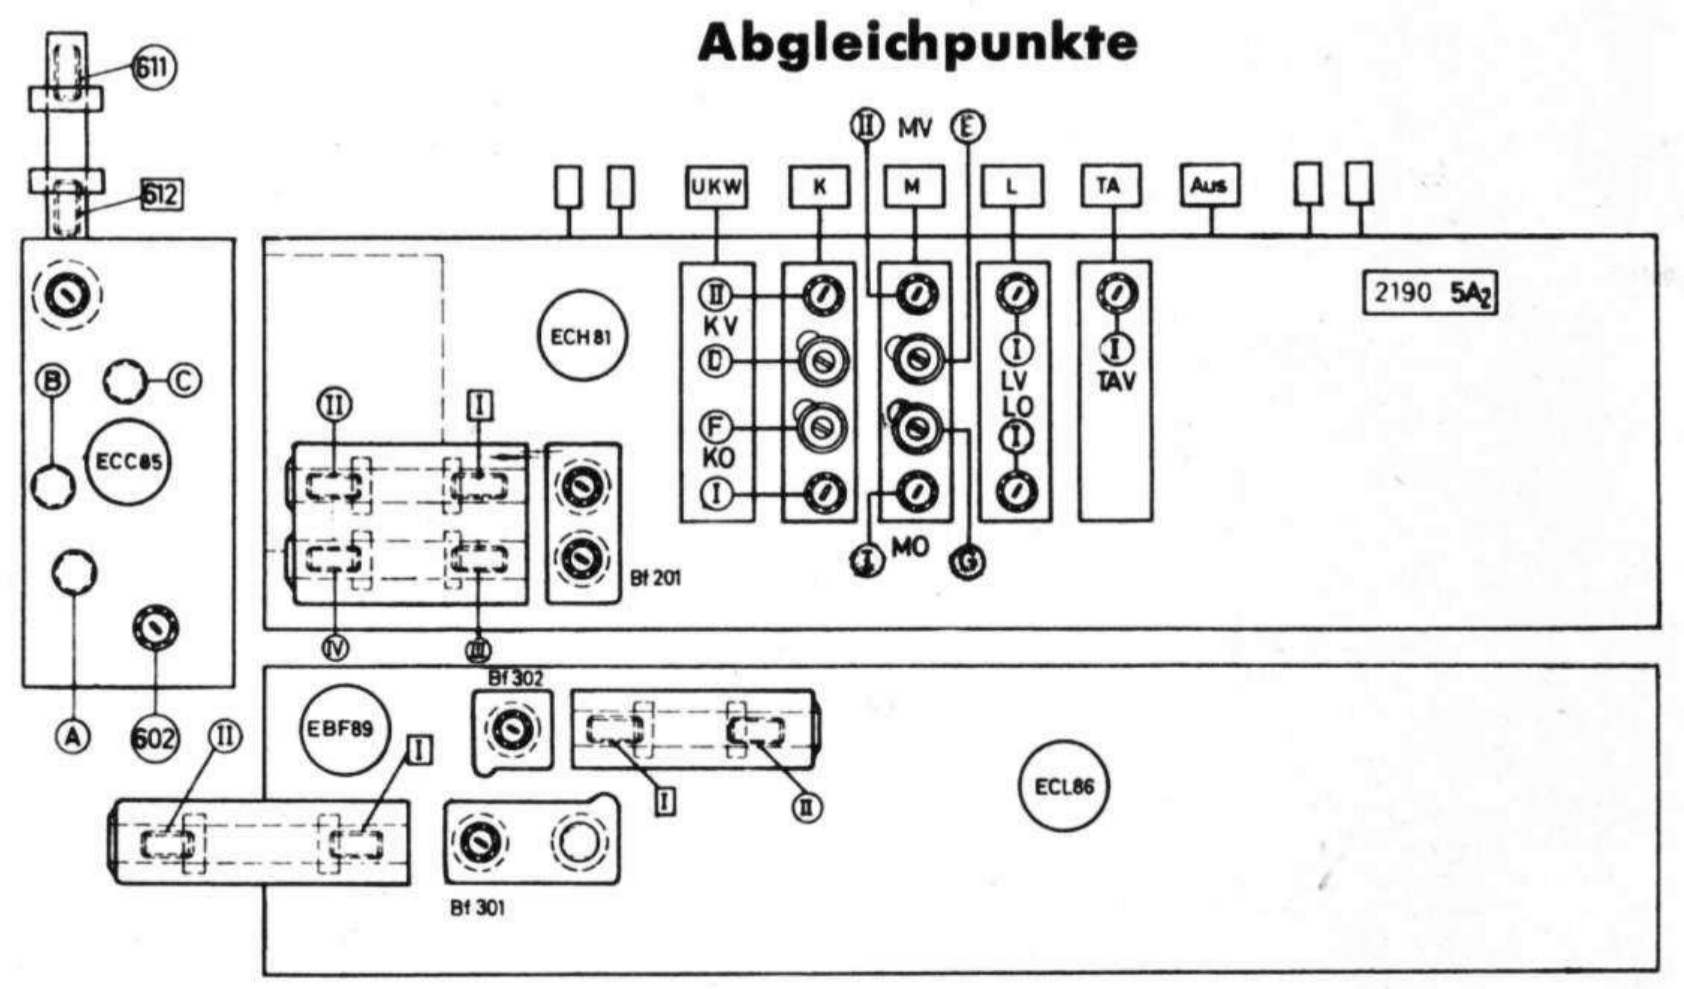 Abgleichpunkte
611
II MV E
612
UKW K M L TA Aus
2190 5A2
II
KV
ECH81
D
I I
LV TAV
B C
II I
LO
F
I
KO
ECC85
I
Bf 201
MO
I G
IV III
A 602 II
Bf 302
EBF89
I
I II
ECL86
Bf 301